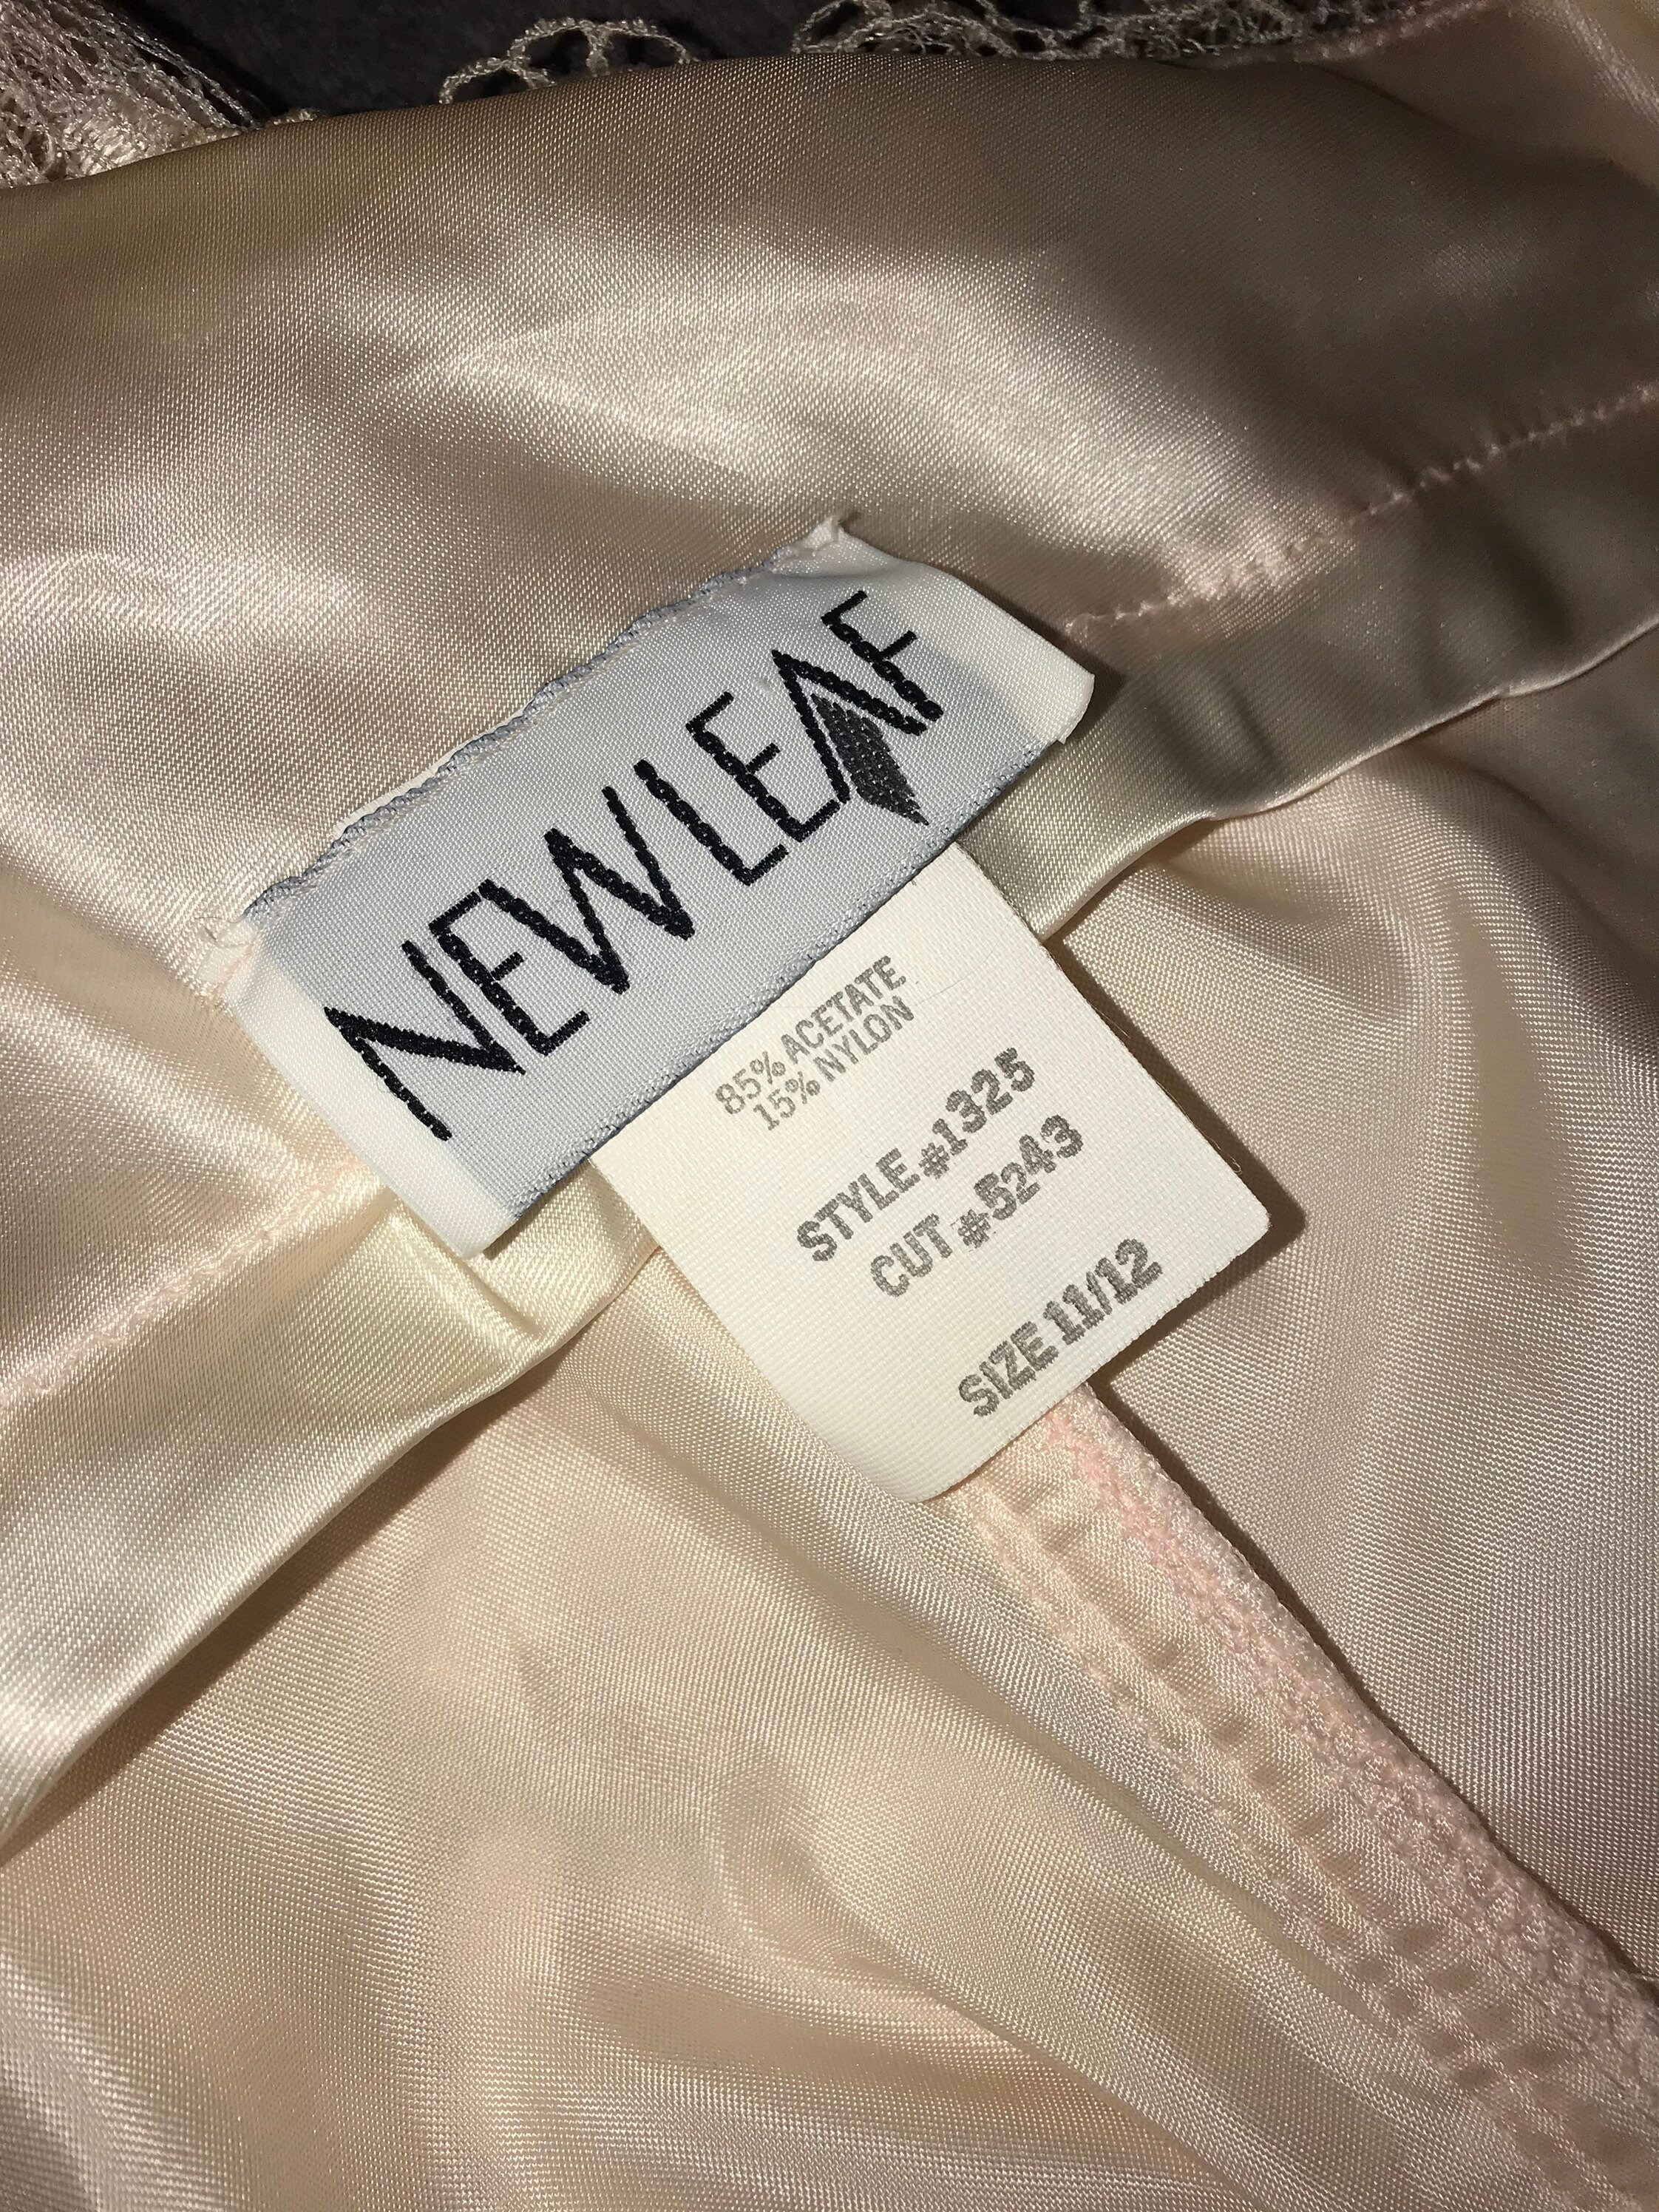 NEW LEAF
85% ACETATE
15% NYLON
STYLE #1325
CUT #5243
SIZE 11/12